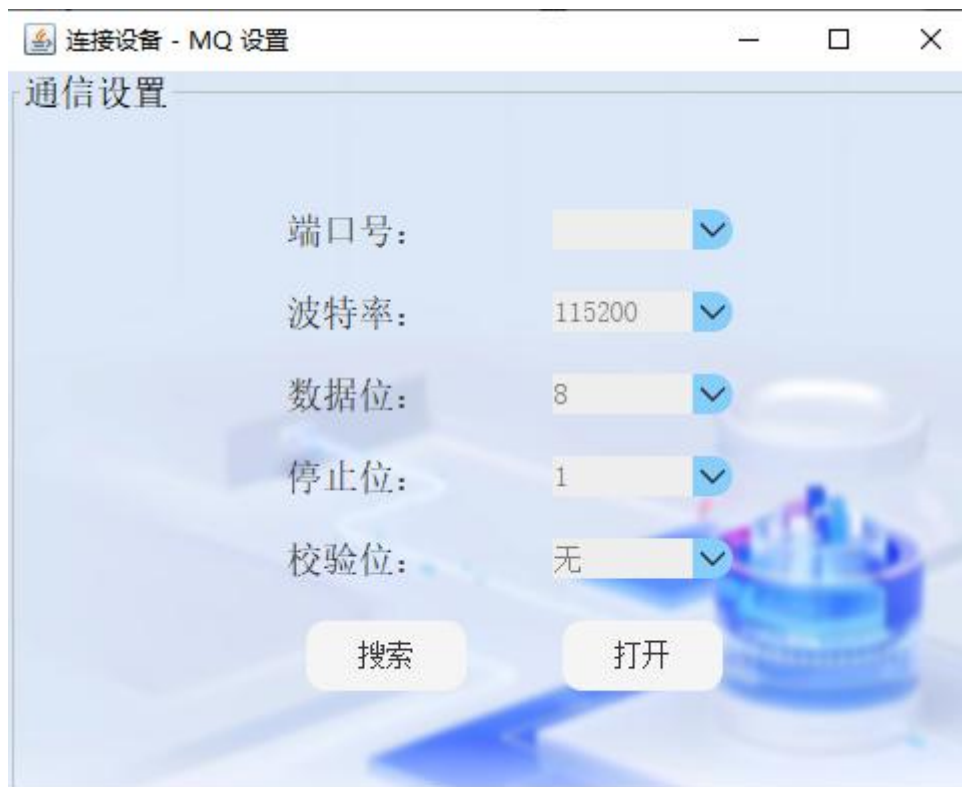 连接设备 - MQ 设置
通信设置
端口号：
波特率： 115200
数据位： 8
停止位： 1
校验位： 无
搜索 打开